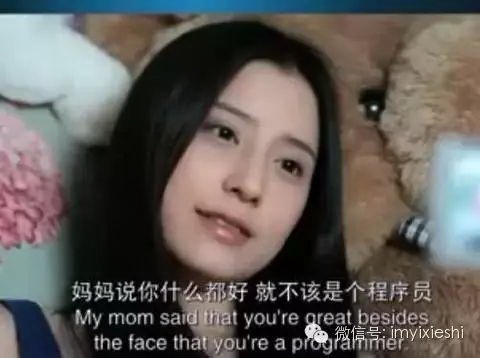 妈妈说你什么都好 就不该是个程序员
My mom said that you're great besides
the face that you're a programmer.
微信号: imyixieshi